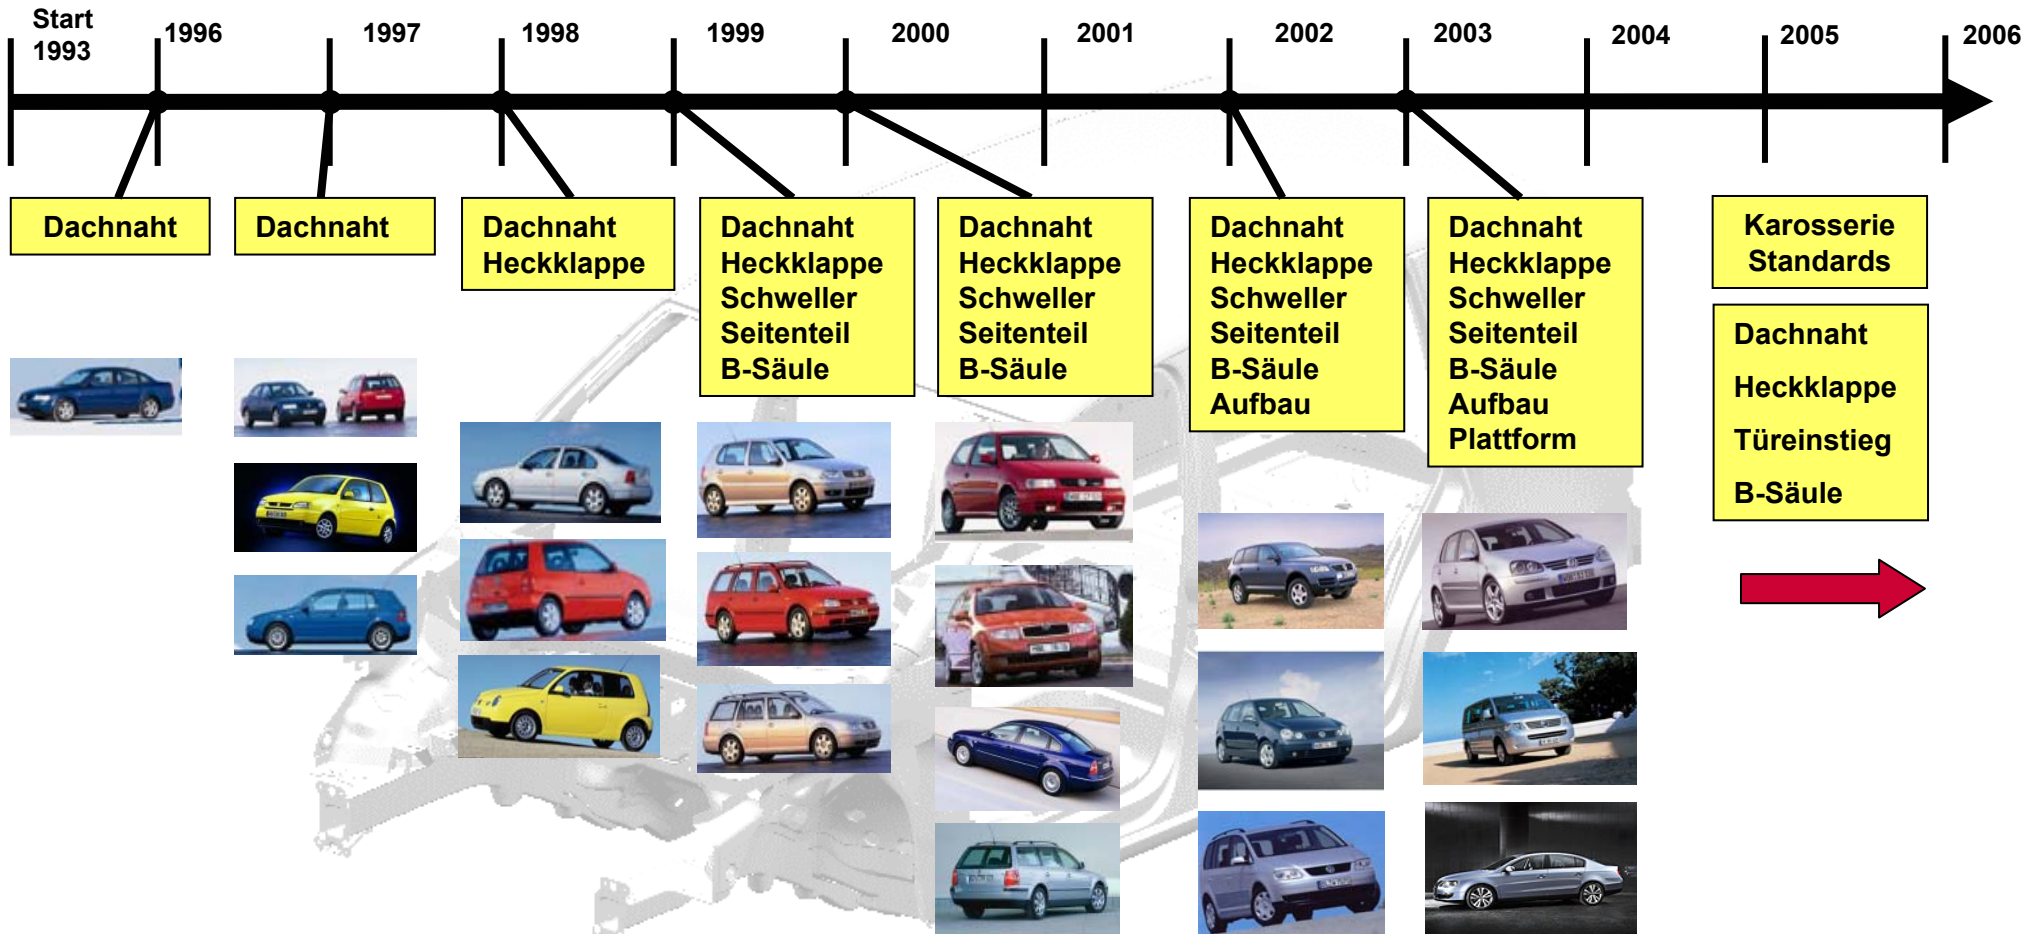 Start
1993
1996
1997
1998
1999
2000
2001
2002
2003
2004
2005
2006
Dachnaht
Dachnaht
Dachnaht
Heckklappe
Dachnaht
Heckklappe
Schweller
Seitenteil
B-Säule
Dachnaht
Heckklappe
Schweller
Seitenteil
B-Säule
Dachnaht
Heckklappe
Schweller
Seitenteil
B-Säule
Aufbau
Dachnaht
Heckklappe
Schweller
Seitenteil
B-Säule
Aufbau
Plattform
Karosserie
Standards
Dachnaht
Heckklappe
Türeinstieg
B-Säule